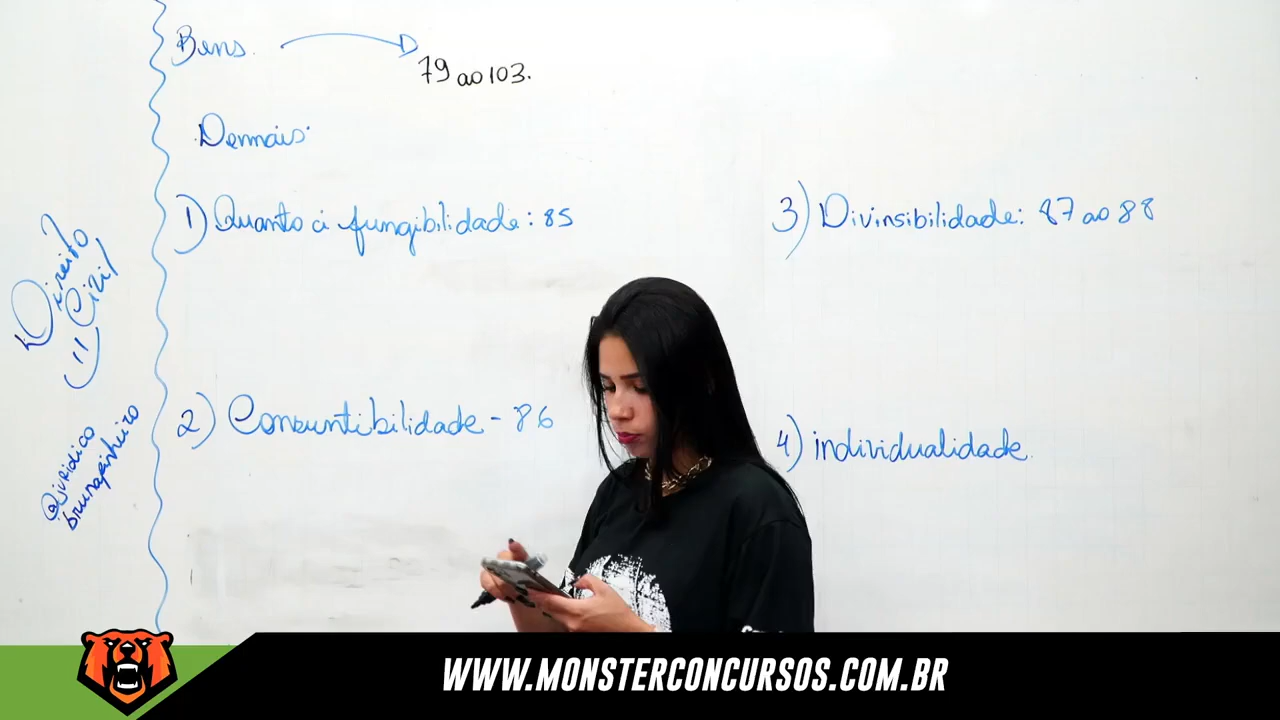 Bens.
79 ao 103.
Demais:
1) Quanto à fungibilidade: 85
2) Consuntibilidade - 86
3) Divinsibilidade: 87 ao 88
4) individualidade.
Direito
Civil
@juridico
brunapinheiro
WWW.MONSTERCONCURSOS.COM.BR